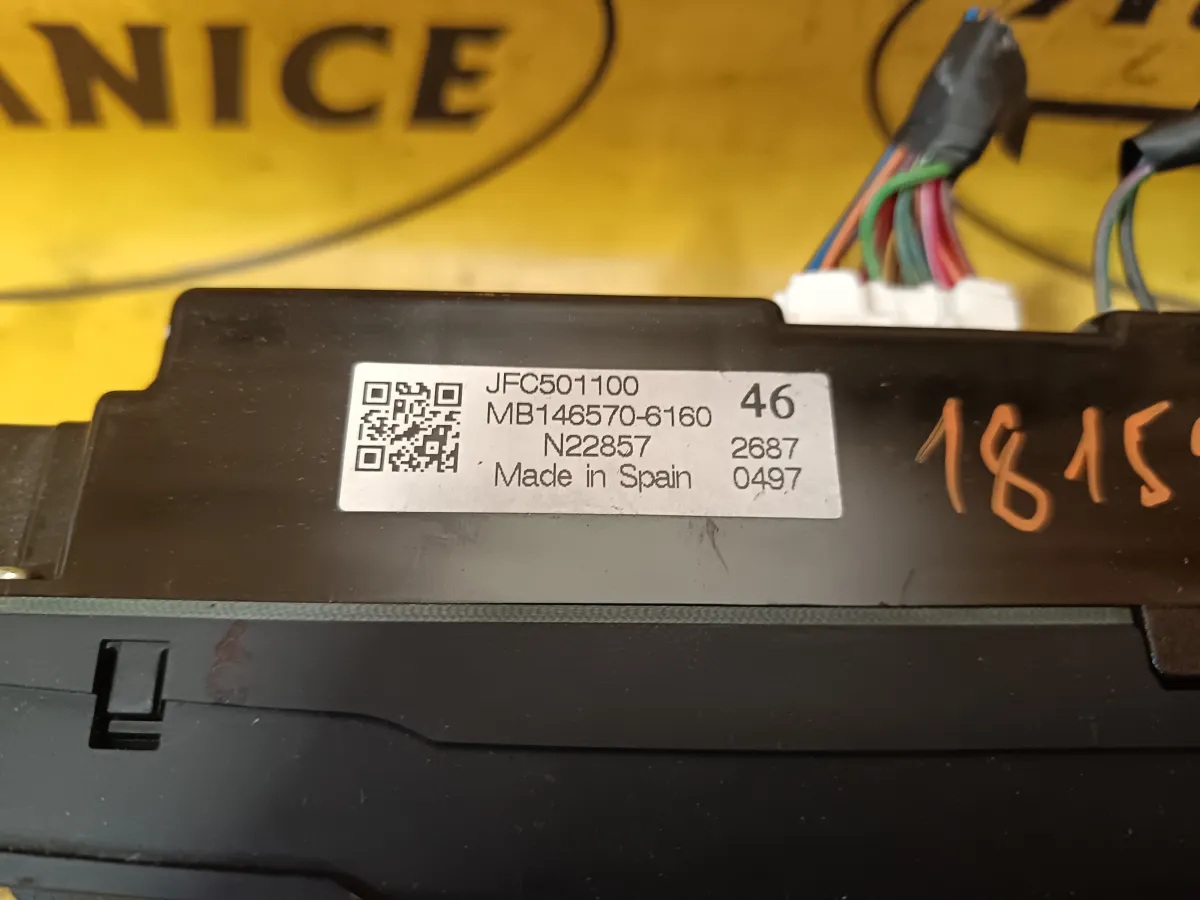 ANICE
JFC501100
MB146570-6160
46
N22857
2687
Made in Spain
0497
1815